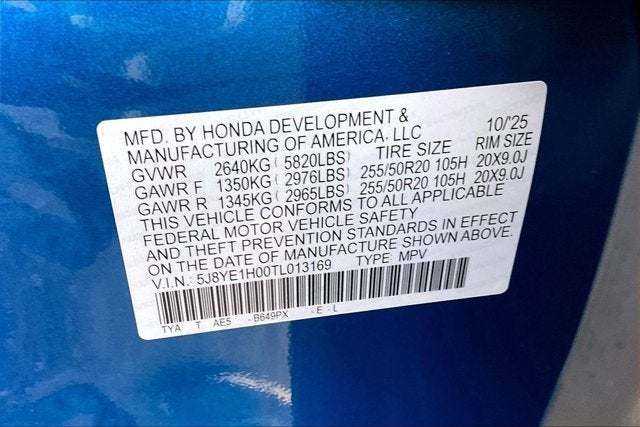 MFD. BY HONDA DEVELOPMENT & 10/'25
MANUFACTURING OF AMERICA, LLC RIM SIZE
GVWR 2640KG ( 5820LBS) TIRE SIZE
GAWR F 1350KG ( 2976LBS) 255/50R20 105H 20X9.0J
GAWR R 1345KG ( 2965LBS) 255/50R20 105H 20X9.0J
THIS VEHICLE CONFORMS TO ALL APPLICABLE
FEDERAL MOTOR VEHICLE SAFETY
AND THEFT PREVENTION STANDARDS IN EFFECT
ON THE DATE OF MANUFACTURE SHOWN ABOVE.
V.I.N.: 5J8YE1H00TL013169 TYPE: MPV
TYA T AE5 -B649PX -E -L